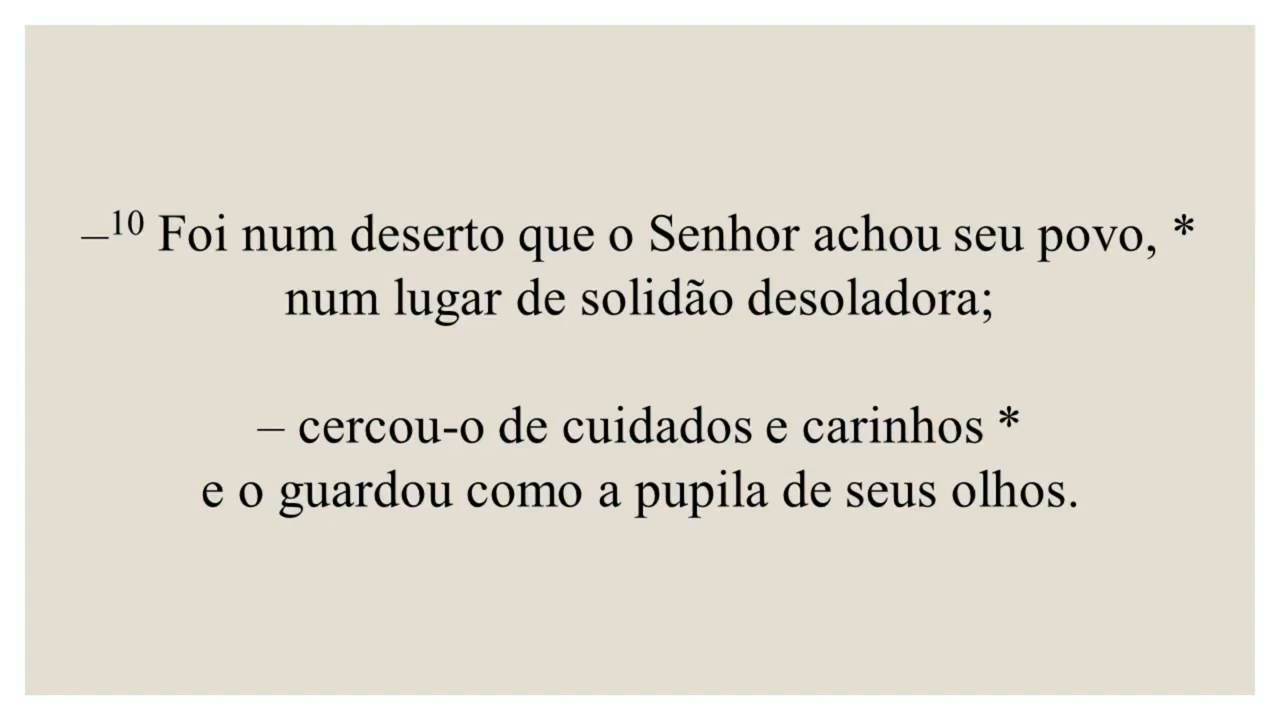 –¹⁰ Foi num deserto que o Senhor achou seu povo, *
num lugar de solidão desoladora;
– cercou-o de cuidados e carinhos *
e o guardou como a pupila de seus olhos.